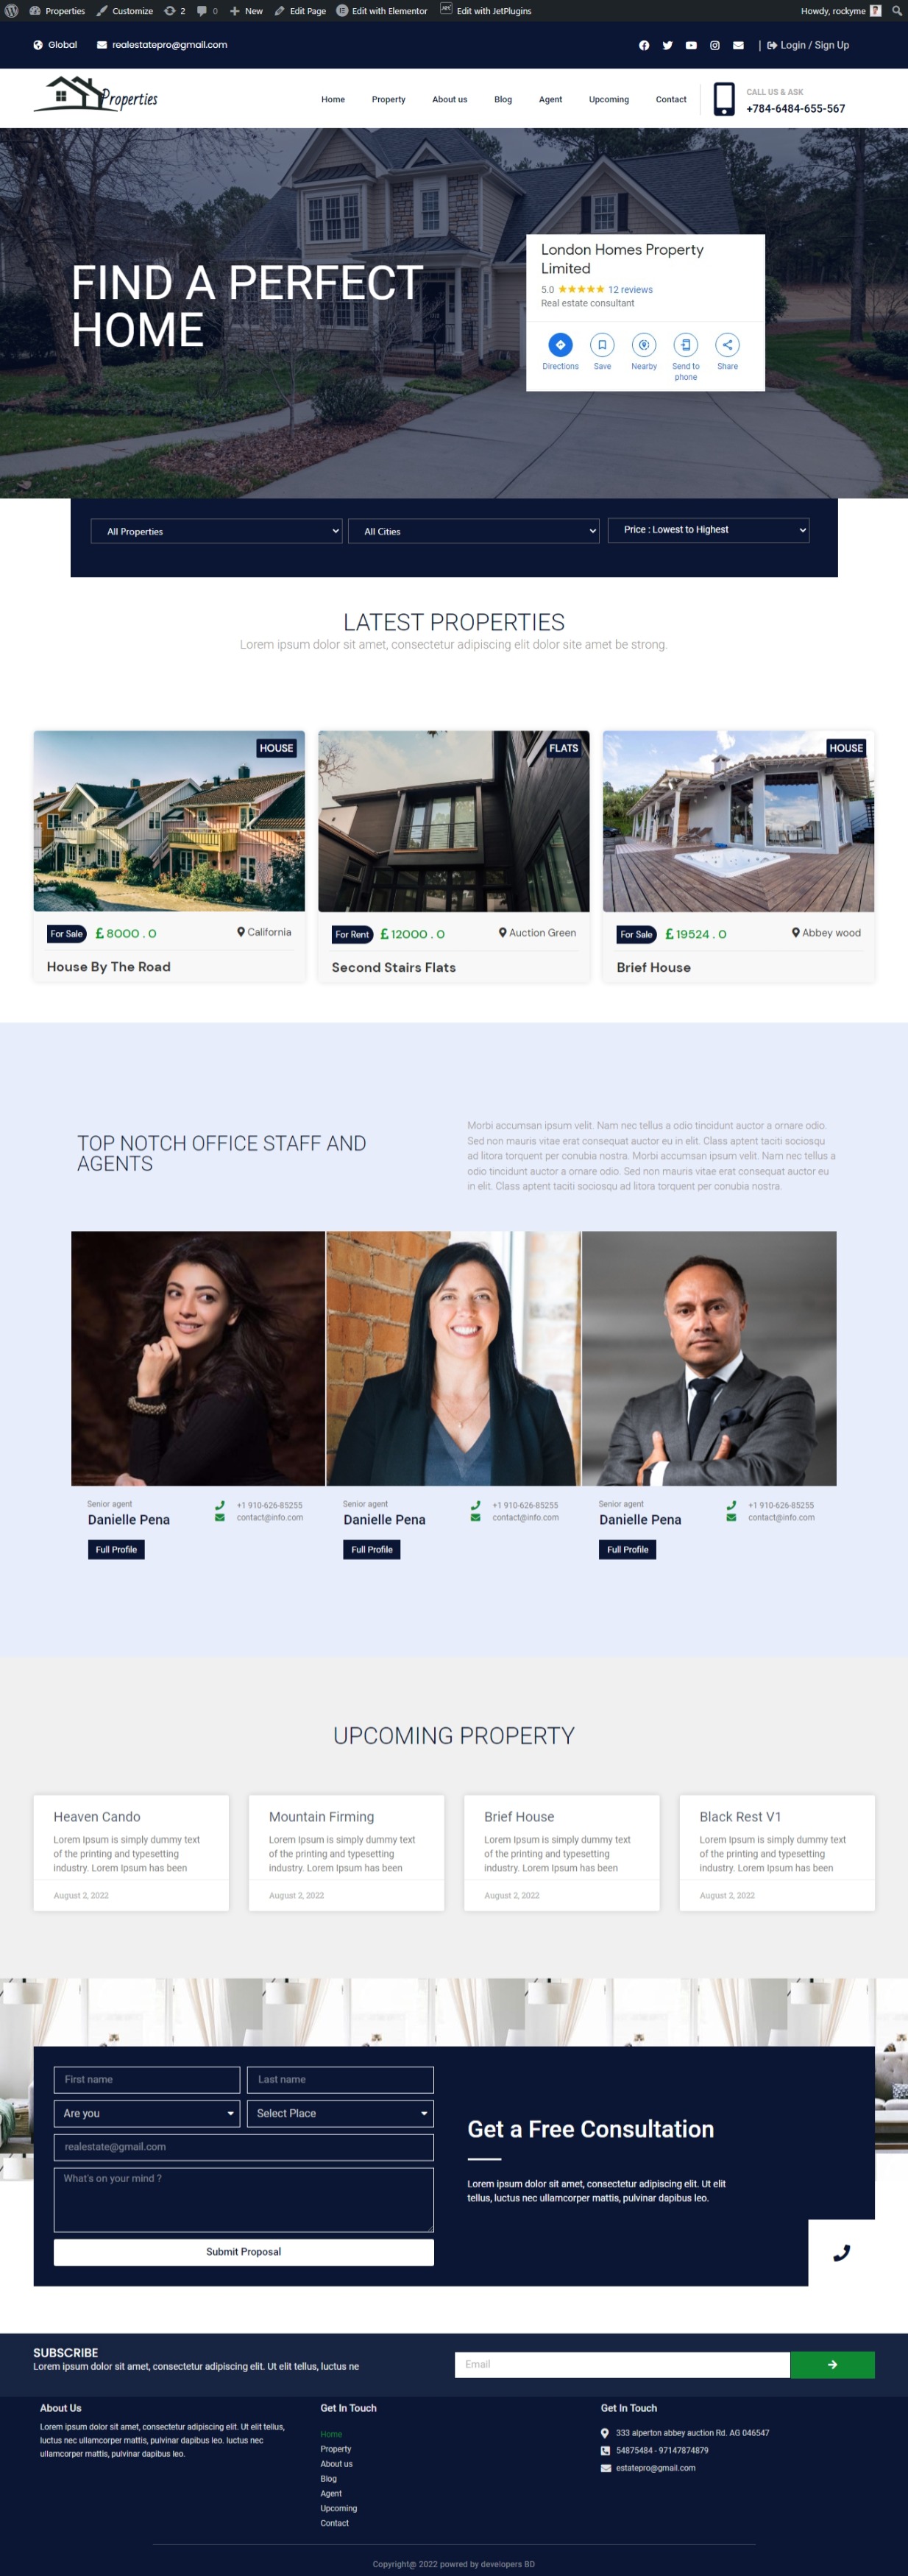 Properties Customize 2 0 New Edit Page Edit with Elementor Edit with JetPlugins Howdy, rockyme
Global realestatepro@gmail.com | Login / Sign Up
Properties
Home Property About us Blog Agent Upcoming Contact
CALL US & ASK
+784-6484-655-567
FIND A PERFECT
HOME
London Homes Property
Limited
5.0 ★★★★★ 12 reviews
Real estate consultant
Directions Save Nearby Send to
phone Share
All Properties All Cities Price : Lowest to Highest
LATEST PROPERTIES
Lorem ipsum dolor sit amet, consectetur adipiscing elit dolor site amet be strong.
HOUSE
For Sale £ 8000 . 0 California
House By The Road
FLATS
For Rent £ 12000 . 0 Auction Green
Second Stairs Flats
HOUSE
For Sale £ 19524 . 0 Abbey wood
Brief House
TOP NOTCH OFFICE STAFF AND
AGENTS
Morbi accumsan ipsum velit. Nam nec tellus a odio tincidunt auctor a ornare odio.
Sed non mauris vitae erat consequat auctor eu in elit. Class aptent taciti sociosqu
ad litora torquent per conubia nostra. Morbi accumsan ipsum velit. Nam nec tellus a
odio tincidunt auctor a ornare odio. Sed non mauris vitae erat consequat auctor eu
in elit. Class aptent taciti sociosqu ad litora torquent per conubia nostra.
Senior agent
Danielle Pena
+1 910-626-85255
contact@info.com
Full Profile
Senior agent
Danielle Pena
+1 910-626-85255
contact@info.com
Full Profile
Senior agent
Danielle Pena
+1 910-626-85255
contact@info.com
Full Profile
UPCOMING PROPERTY
Heaven Cando
Lorem Ipsum is simply dummy text
of the printing and typesetting
industry. Lorem Ipsum has been
August 2, 2022
Mountain Firming
Lorem Ipsum is simply dummy text
of the printing and typesetting
industry. Lorem Ipsum has been
August 2, 2022
Brief House
Lorem Ipsum is simply dummy text
of the printing and typesetting
industry. Lorem Ipsum has been
August 2, 2022
Black Rest V1
Lorem Ipsum is simply dummy text
of the printing and typesetting
industry. Lorem Ipsum has been
August 2, 2022
First name Last name
Are you Select Place
realestate@gmail.com
What's on your mind ?
Submit Proposal
Get a Free Consultation
Lorem ipsum dolor sit amet, consectetur adipiscing elit. Ut elit
tellus, luctus nec ullamcorper mattis, pulvinar dapibus leo.
SUBSCRIBE
Lorem ipsum dolor sit amet, consectetur adipiscing elit. Ut elit tellus, luctus ne
Email
About Us
Lorem ipsum dolor sit amet, consectetur adipiscing elit. Ut elit tellus,
luctus nec ullamcorper mattis, pulvinar dapibus leo. luctus nec
ullamcorper mattis, pulvinar dapibus leo.
Get In Touch
Home
Property
About us
Blog
Agent
Upcoming
Contact
Get In Touch
333 alperton abbey auction Rd. AG 046547
54875484 - 97147874879
estatepro@gmail.com
Copyright@ 2022 powred by developers BD